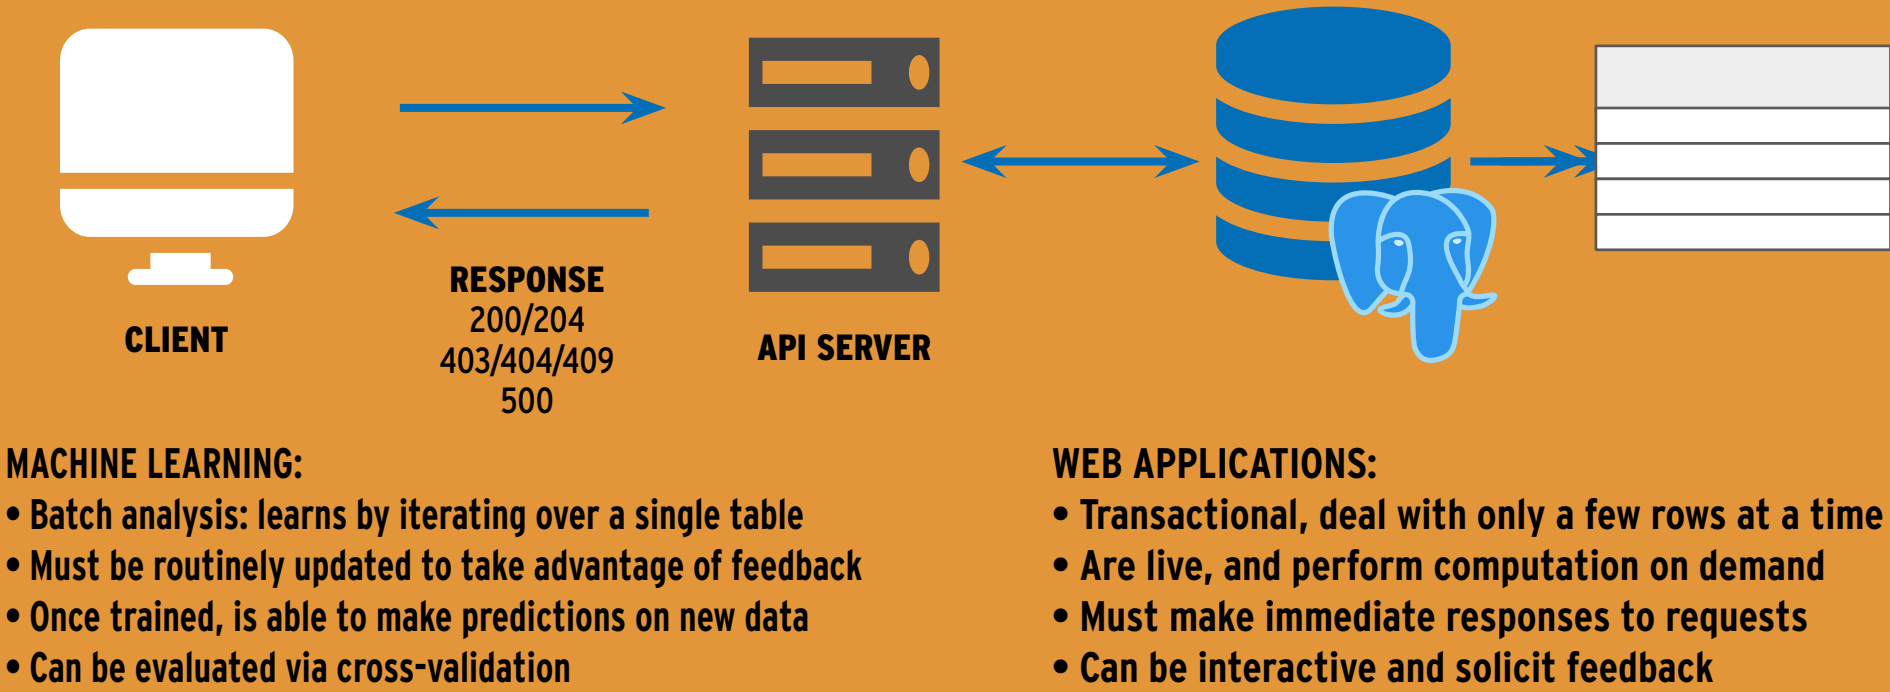 RESPONSE
200/204
403/404/409
500
CLIENT
API SERVER
MACHINE LEARNING:
• Batch analysis: learns by iterating over a single table
• Must be routinely updated to take advantage of feedback
• Once trained, is able to make predictions on new data
• Can be evaluated via cross-validation
WEB APPLICATIONS:
• Transactional, deal with only a few rows at a time
• Are live, and perform computation on demand
• Must make immediate responses to requests
• Can be interactive and solicit feedback